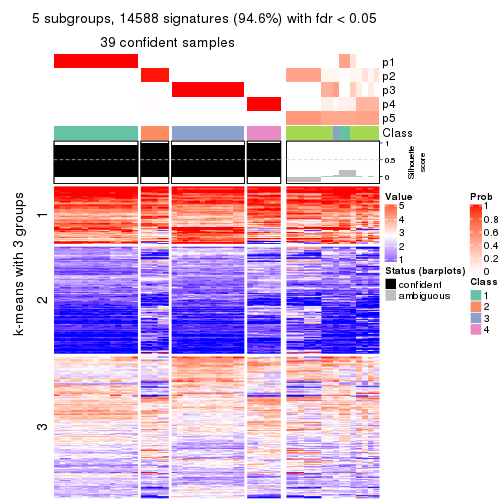 5 subgroups, 14588 signatures (94.6%) with fdr < 0.05
39 confident samples
p1
p2
p3
p4
p5
Class
1
0.5
0
Silhouette
score
k-means with 3 groups
1
2
3
Value
5
4
3
2
1
Status (barplots)
confident
ambiguous
Prob
1
0.8
0.6
0.4
0.2
0
Class
1
2
3
4